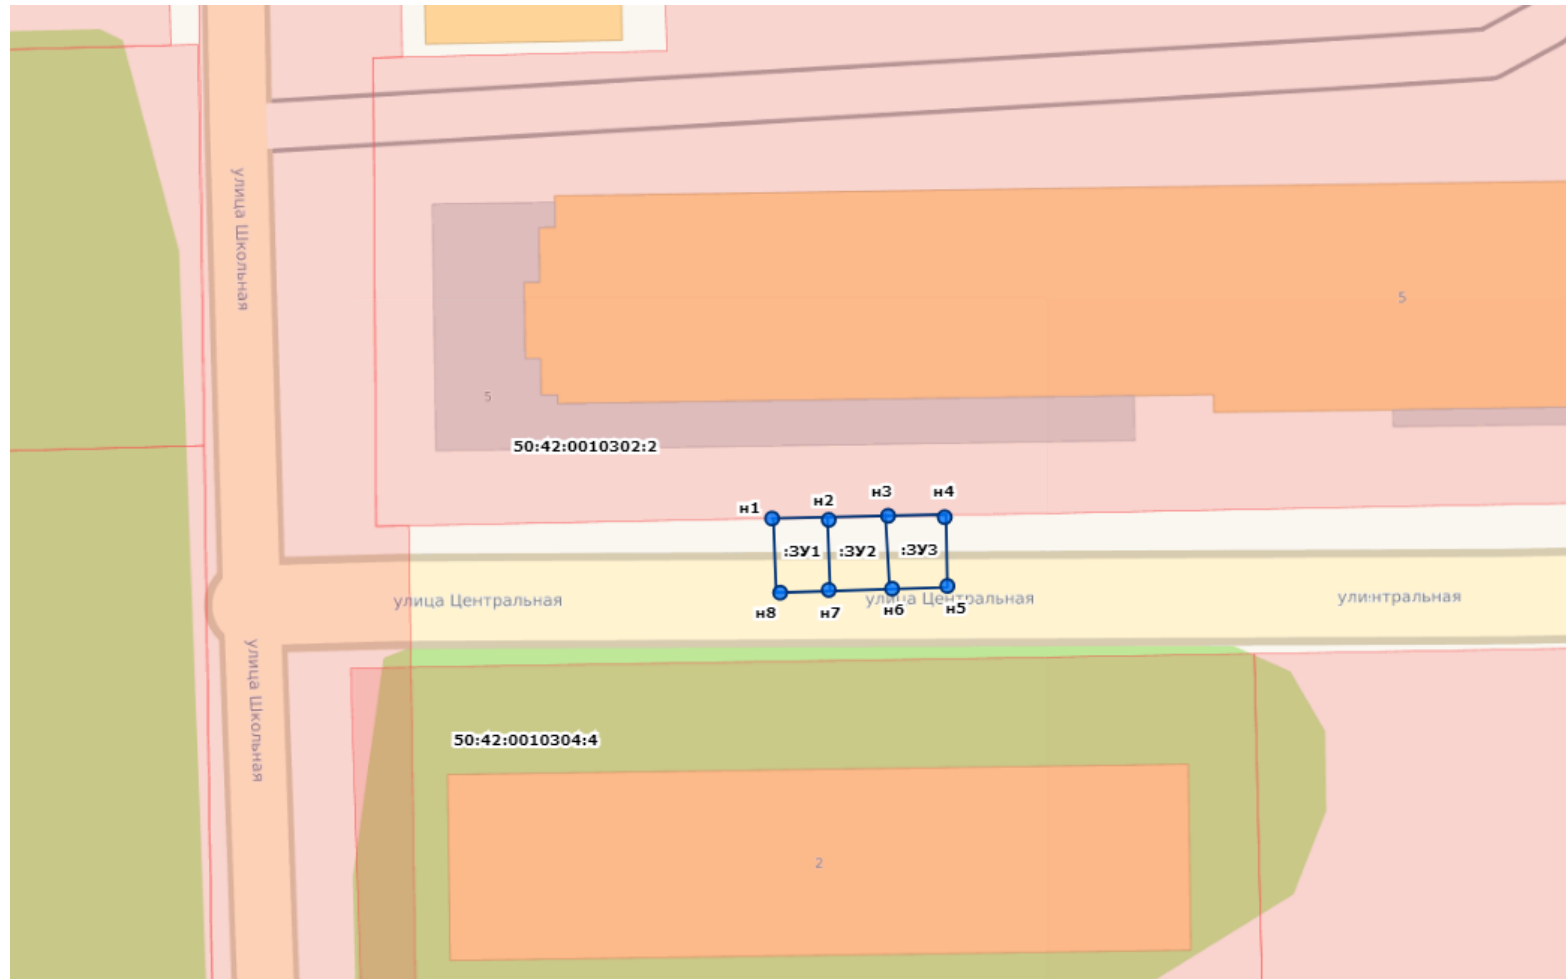 улица Школьная
5
5
50:42:0010302:2
н1
н2
н3
н4
:ЗУ1
:ЗУ2
:ЗУ3
улица Центральная
улица Центральная
улинтральная
н8
н7
н6
н5
улица Школьная
50:42:0010304:4
2